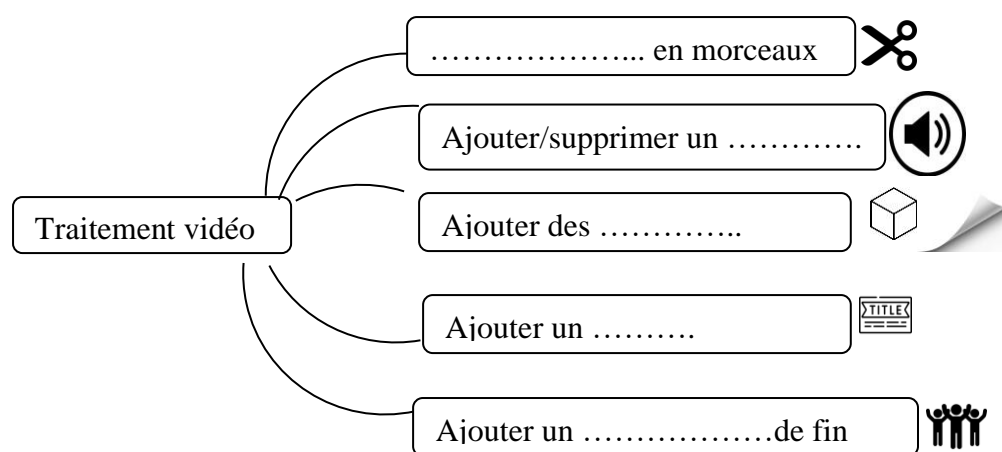 …………………... en morceaux
Ajouter/supprimer un ………….
Traitement vidéo
Ajouter des …………..
TITLE
Ajouter un ……….
Ajouter un ………………de fin